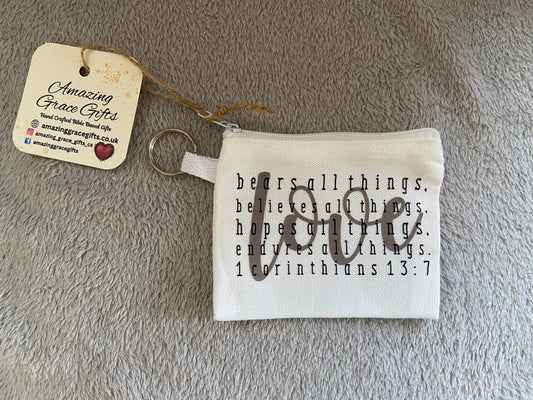 Amazing
Grace Gifts
Hand Crafted Bible Based Gifts
amazinggracegifts.co.uk
amazing_grace_gifts_ca
amazinggracegifts
bears all things,
believes all things,
hopes all things,
endures all things.
1 corinthians 13:7
love